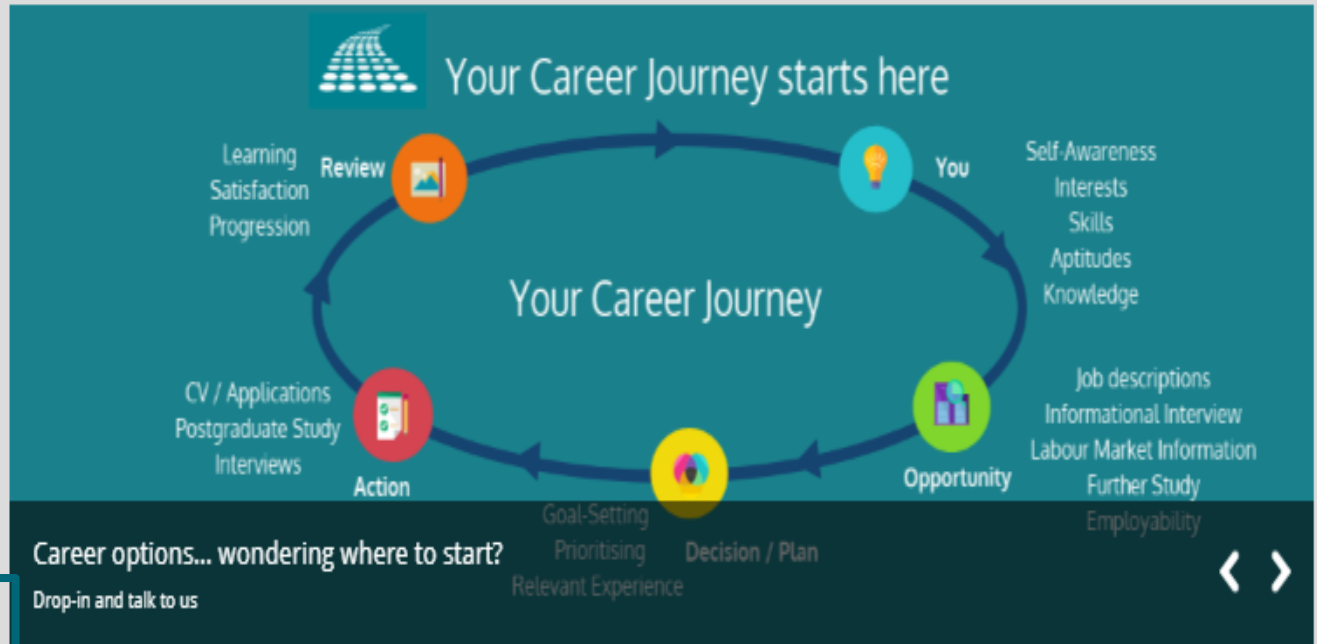 Your Career Journey starts here
Learning
Satisfaction
Progression
Review
You
Self-Awareness
Interests
Skills
Aptitudes
Knowledge
Your Career Journey
CV / Applications
Postgraduate Study
Interviews
Action
Opportunity
Job descriptions
Informational Interview
Labour Market Information
Further Study
Employability
Goal-Setting
Prioritising
Relevant Experience
Decision / Plan
Career options... wondering where to start?
Drop-in and talk to us